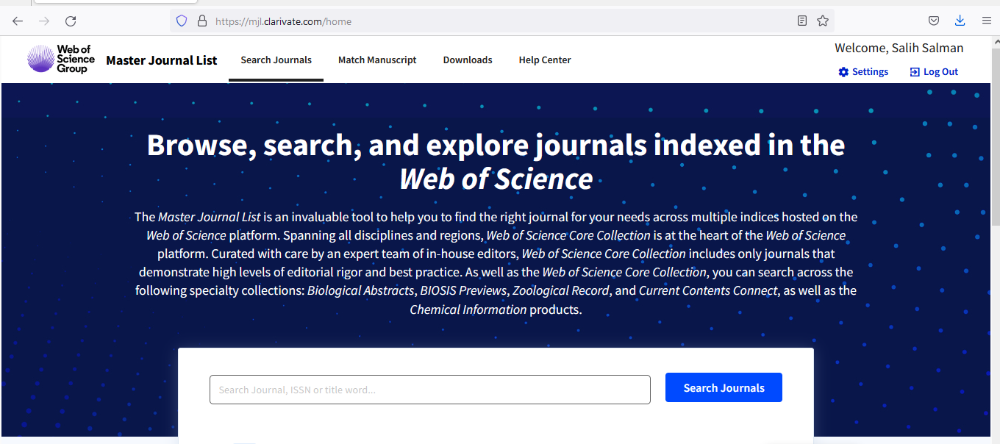 https://mjl.clarivate.com/home
Web of
Science
Group
Master Journal List
Search Journals
Match Manuscript
Downloads
Help Center
Welcome, Salih Salman
Settings
Log Out
Browse, search, and explore journals indexed in the
Web of Science
The Master Journal List is an invaluable tool to help you to find the right journal for your needs across multiple indices hosted on the
Web of Science platform. Spanning all disciplines and regions, Web of Science Core Collection is at the heart of the Web of Science
platform. Curated with care by an expert team of in-house editors, Web of Science Core Collection includes only journals that
demonstrate high levels of editorial rigor and best practice. As well as the Web of Science Core Collection, you can search across the
following specialty collections: Biological Abstracts, BIOSIS Previews, Zoological Record, and Current Contents Connect, as well as the
Chemical Information products.
Search Journal, ISSN or title word...
Search Journals